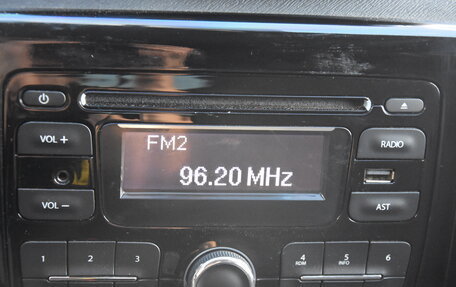 FM2
VOL +
RADIO
96.20 MHz
VOL –
AST
1
2
3
4
RDM
5
INFO
6